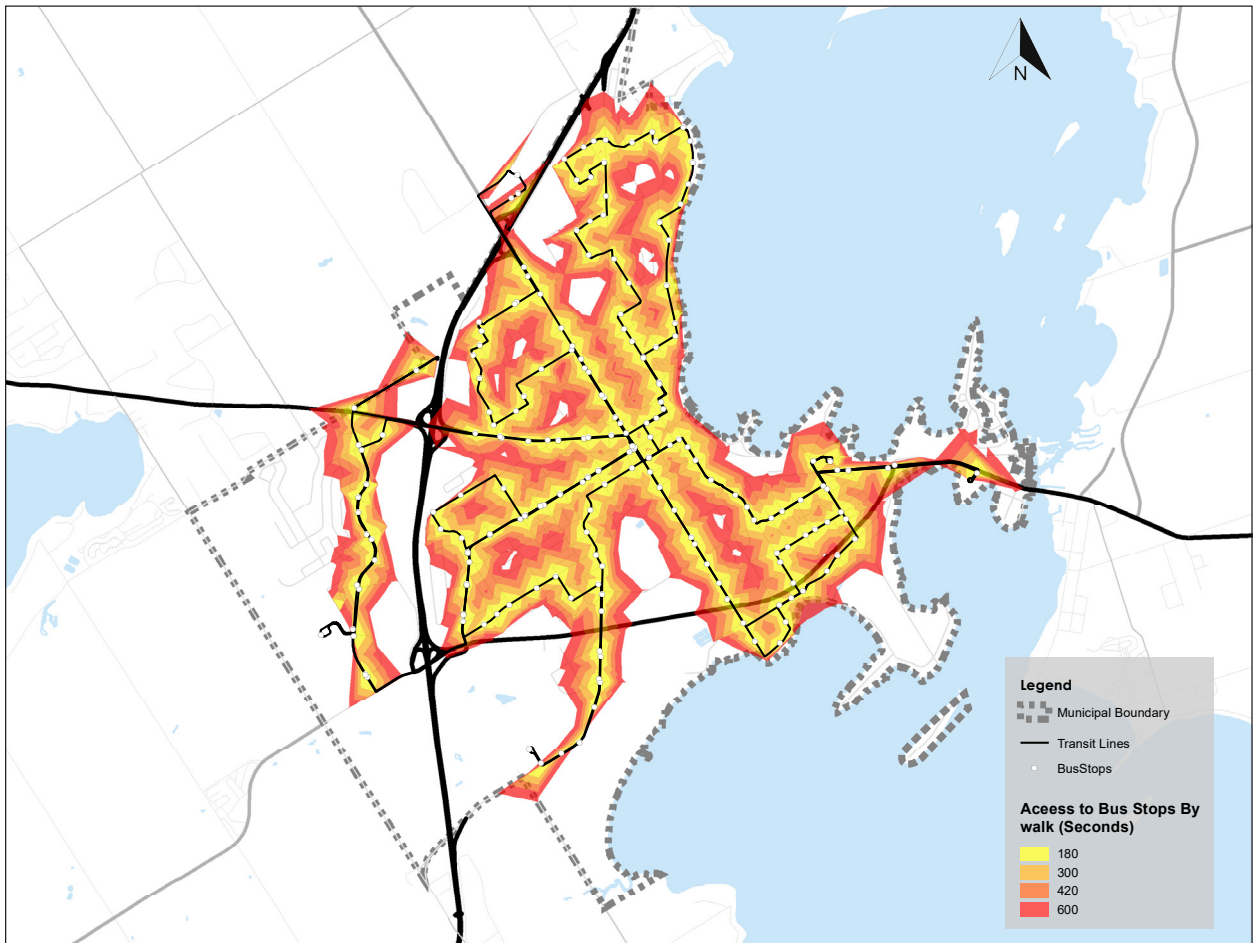 N
Legend
Municipal Boundary
Transit Lines
BusStops
Aceess to Bus Stops By
walk (Seconds)
180
300
420
600